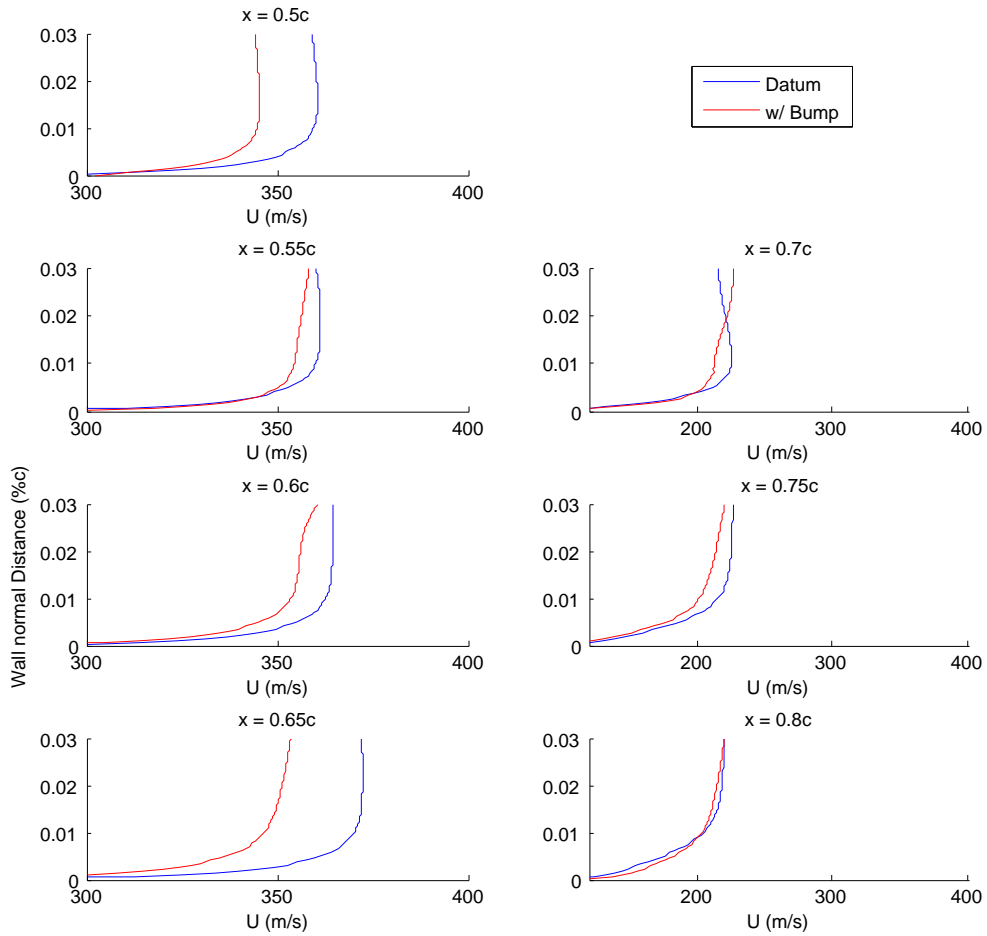 x = 0.5c
0.03
0.02
0.01
0
300
350
400
U (m/s)
Datum
w/ Bump
x = 0.55c
0.03
0.02
0.01
0
300
350
400
U (m/s)
x = 0.7c
0.03
0.02
0.01
0
200
300
400
U (m/s)
Wall normal Distance (%c)
x = 0.6c
0.03
0.02
0.01
0
300
350
400
U (m/s)
x = 0.75c
0.03
0.02
0.01
0
200
300
400
U (m/s)
x = 0.65c
0.03
0.02
0.01
0
300
350
400
U (m/s)
x = 0.8c
0.03
0.02
0.01
0
200
300
400
U (m/s)